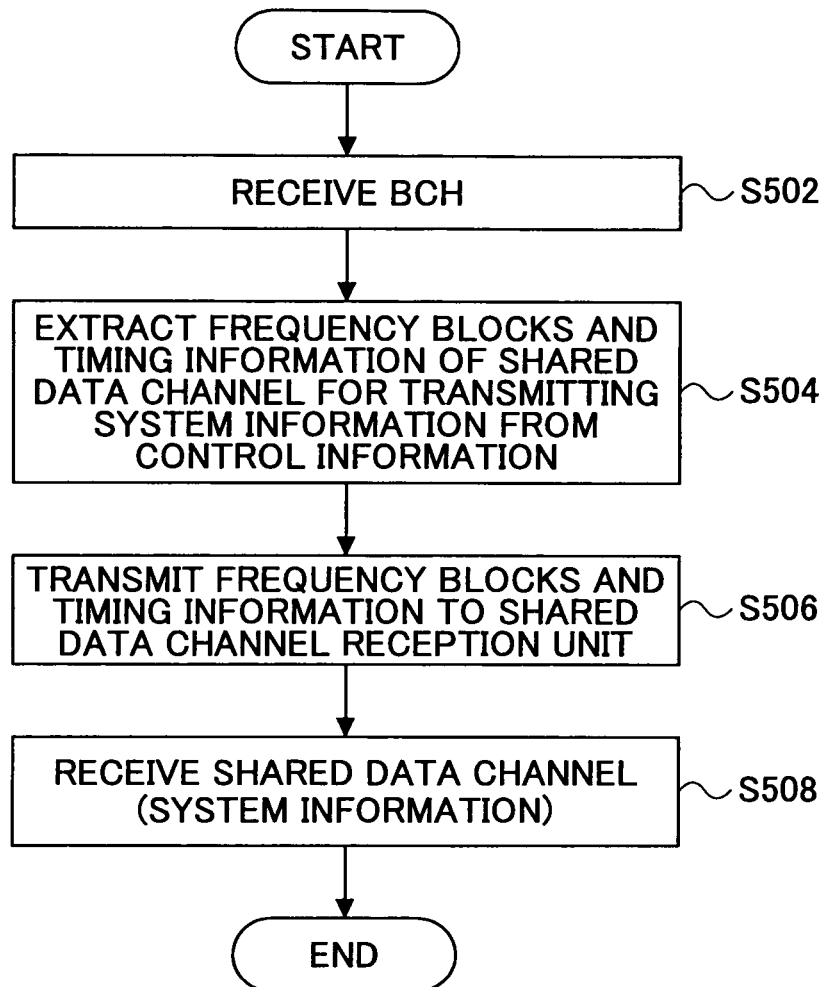 START
RECEIVE BCH
S502
EXTRACT FREQUENCY BLOCKS AND
TIMING INFORMATION OF SHARED
DATA CHANNEL FOR TRANSMITTING
SYSTEM INFORMATION FROM
CONTROL INFORMATION
S504
TRANSMIT FREQUENCY BLOCKS AND
TIMING INFORMATION TO SHARED
DATA CHANNEL RECEPTION UNIT
S506
RECEIVE SHARED DATA CHANNEL
(SYSTEM INFORMATION)
S508
END